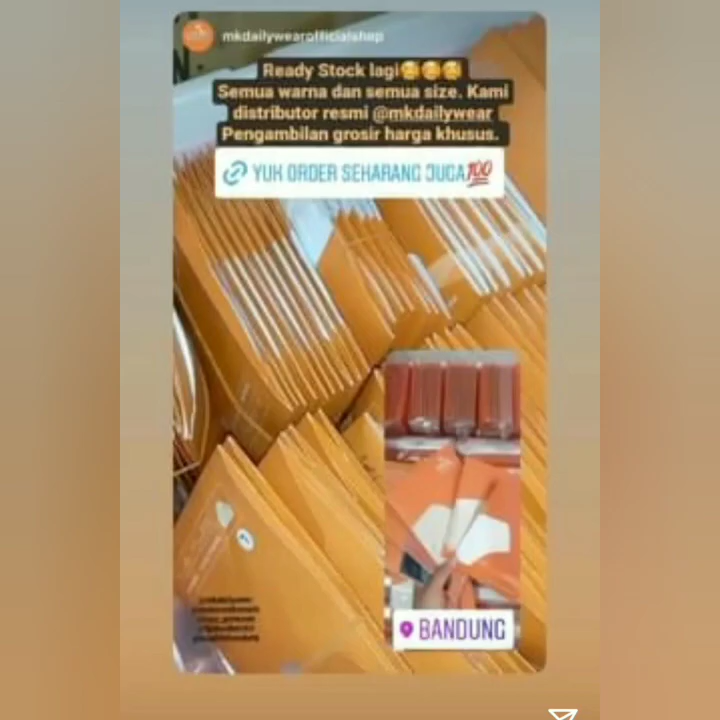 mkdailywearofficialshop
Ready Stock lagi🥰🥰🥰
Semua warna dan semua size. Kami
distributor resmi @mkdailywear
Pengambilan grosir harga khusus.
YUK ORDER SEKARANG JUGA💯
BANDUNG